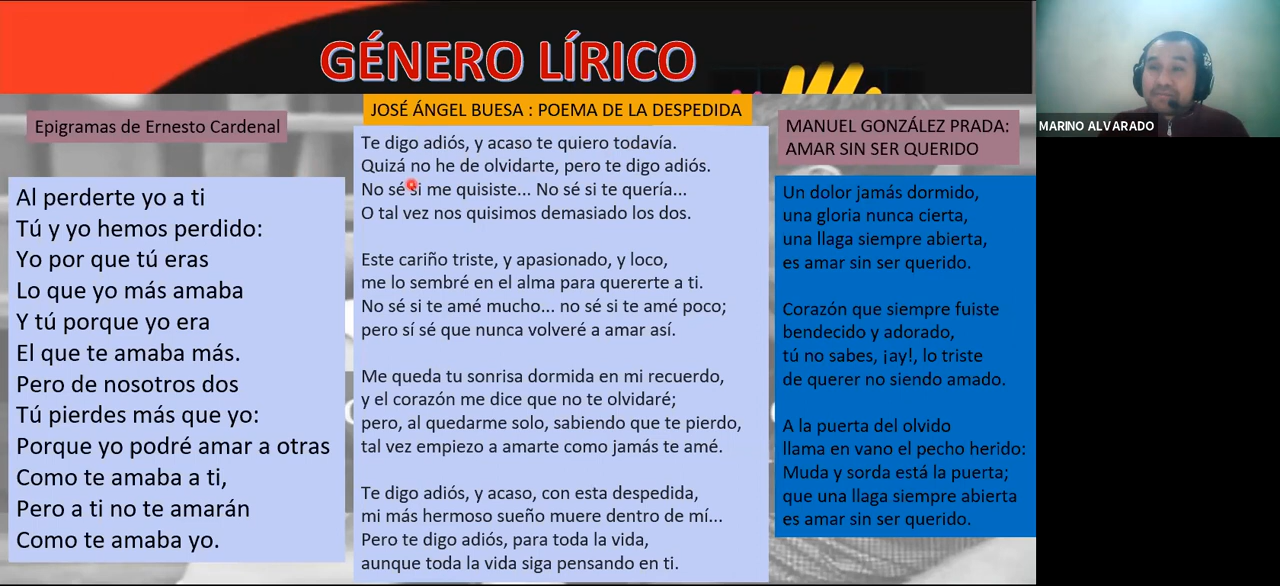 GÉNERO LÍRICO
MARINO ALVARADO
Epigramas de Ernesto Cardenal
Al perderte yo a ti
Tú y yo hemos perdido:
Yo por que tú eras
Lo que yo más amaba
Y tú porque yo era
El que te amaba más.
Pero de nosotros dos
Tú pierdes más que yo:
Porque yo podré amar a otras
Como te amaba a ti,
Pero a ti no te amarán
Como te amaba yo.
JOSÉ ÁNGEL BUESA : POEMA DE LA DESPEDIDA
Te digo adiós, y acaso te quiero todavía.
Quizá no he de olvidarte, pero te digo adiós.
No sé si me quisiste... No sé si te quería...
O tal vez nos quisimos demasiado los dos.
Este cariño triste, y apasionado, y loco,
me lo sembré en el alma para quererte a ti.
No sé si te amé mucho... no sé si te amé poco;
pero sí sé que nunca volveré a amar así.
Me queda tu sonrisa dormida en mi recuerdo,
y el corazón me dice que no te olvidaré;
pero, al quedarme solo, sabiendo que te pierdo,
tal vez empiezo a amarte como jamás te amé.
Te digo adiós, y acaso, con esta despedida,
mi más hermoso sueño muere dentro de mí...
Pero te digo adiós, para toda la vida,
aunque toda la vida siga pensando en ti.
MANUEL GONZÁLEZ PRADA:
AMAR SIN SER QUERIDO
Un dolor jamás dormido,
una gloria nunca cierta,
una llaga siempre abierta,
es amar sin ser querido.
Corazón que siempre fuiste
bendecido y adorado,
tú no sabes, ¡ay!, lo triste
de querer no siendo amado.
A la puerta del olvido
llama en vano el pecho herido:
Muda y sorda está la puerta;
que una llaga siempre abierta
es amar sin ser querido.